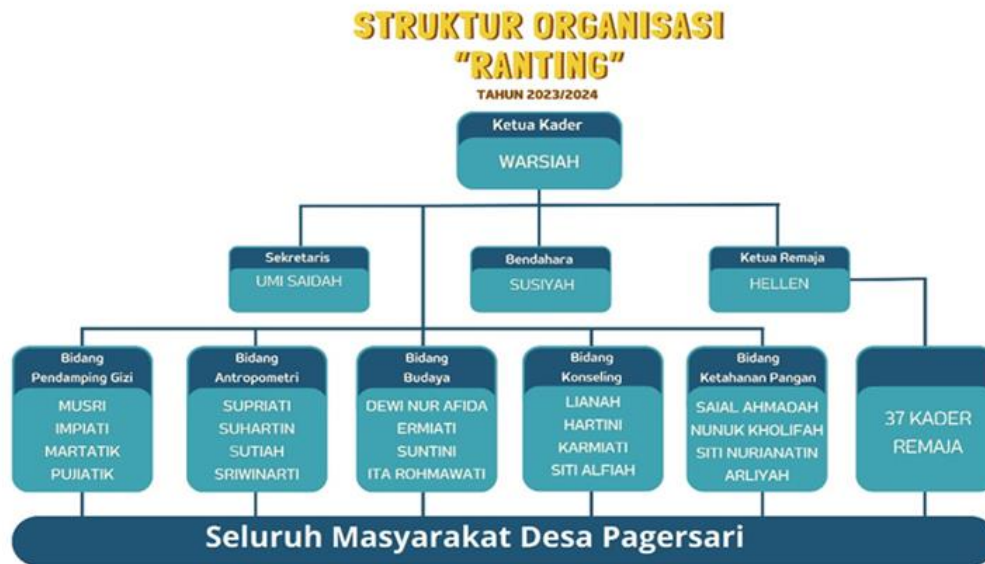 STRUKTUR ORGANISASI
"RANTING"
TAHUN 2023/2024
Ketua Kader
WARSIAH
Sekretaris
UMI SAIDAH
Bendahara
SUSIYAH
Ketua Remaja
HELLEN
Bidang
Pendamping Gizi
MUSRI
IMPIATI
MARTATIK
PUJIATIK
Bidang
Antropometri
SUPRIATI
SUHARTIN
SUTIAH
SRIWINARTI
Bidang
Budaya
DEWI NUR AFIDA
ERMIATI
SUNTINI
ITA ROHMAWATI
Bidang
Konseling
LIANAH
HARTINI
KARMIATI
SITI ALFIAH
Bidang
Ketahanan Pangan
SAIAL AHMADAH
NUNUK KHOLIFAH
SITI NURJANATIN
ARLIYAH
37 KADER
REMAJA
Seluruh Masyarakat Desa Pagersari